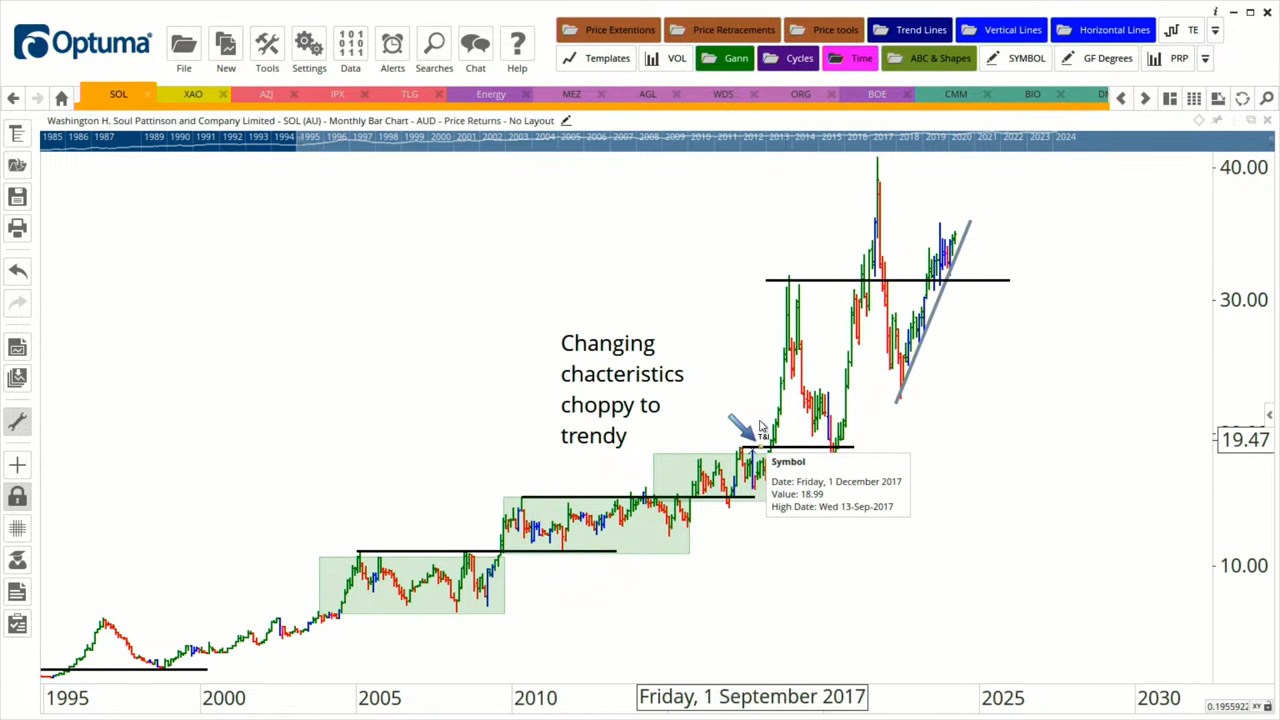 Optuma
File
New
Tools
Settings
Data
Alerts
Searches
Chat
Help
Price Extentions
Price Retracements
Price tools
Trend Lines
Vertical Lines
Horizontal Lines
TE
Templates
VOL
Gann
Cycles
Time
ABC & Shapes
SYMBOL
GF Degrees
PRP
SOL
XAO
AZJ
IPX
TLG
Energy
MEZ
AGL
WDS
ORG
BOE
CMM
BIO
Washington H. Soul Pattinson and Company Limited - SOL (AU) - Monthly Bar Chart - AUD - Price Returns - No Layout
1985 1986 1987 1989 1990 1991 1992 1993 1994 1995 1996 1997 1998 1999 2000 2001 2002 2003 2004 2005 2006 2007 2008 2009 2010 2011 2012 2013 2014 2015 2016 2017 2018 2019 2020 2021 2022 2023 2024
40.00
30.00
Changing
chacteristics
choppy to
trendy
T&I
19.47
Symbol
Date: Friday, 1 December 2017
Value: 18.99
High Date: Wed 13-Sep-2017
10.00
1995
2000
2005
2010
Friday, 1 September 2017
2025
2030
0.1955922
XY